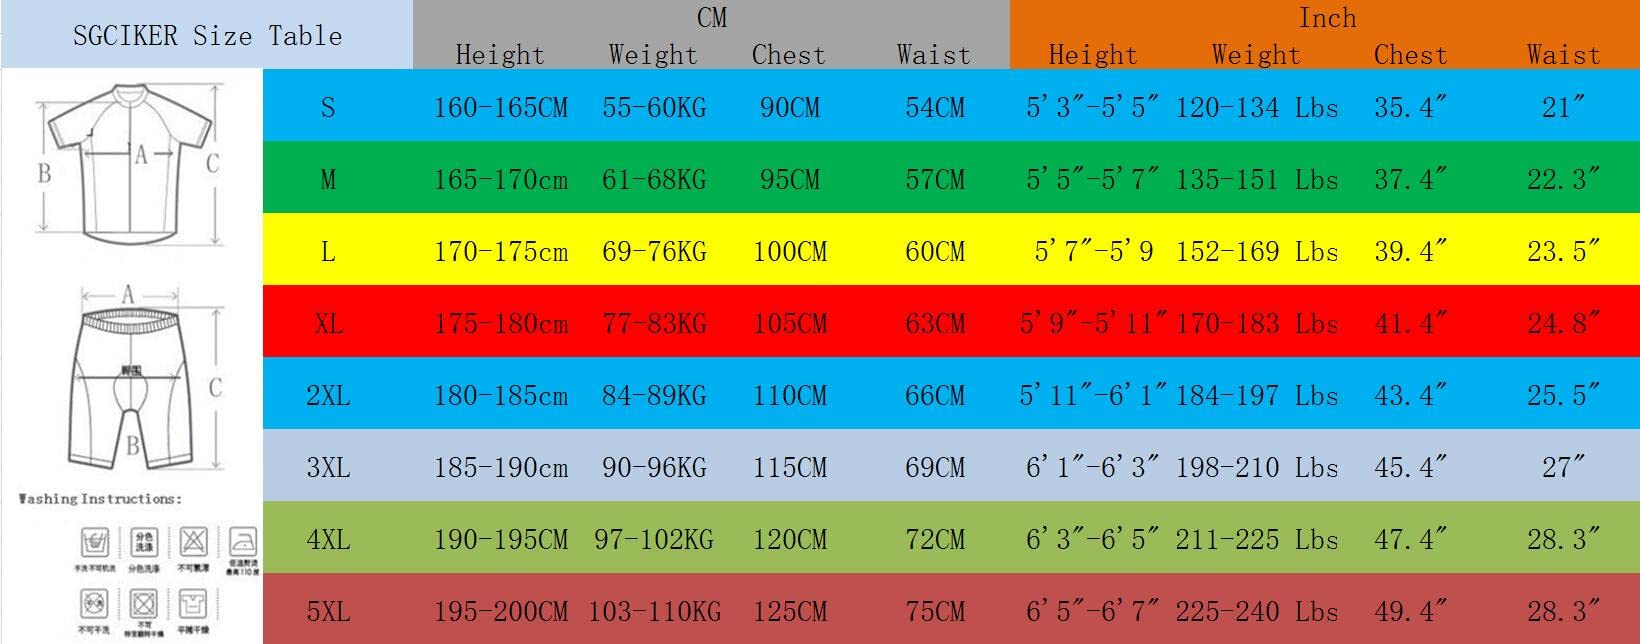 SGCIKER Size Table
CM Inch
Height Weight Chest Waist Height Weight Chest Waist
S 160-165CM 55-60KG 90CM 54CM 5'3"-5'5" 120-134 Lbs 35.4" 21"
M 165-170cm 61-68KG 95CM 57CM 5'5"-5'7" 135-151 Lbs 37.4" 22.3"
L 170-175cm 69-76KG 100CM 60CM 5'7"-5'9 152-169 Lbs 39.4" 23.5"
XL 175-180cm 77-83KG 105CM 63CM 5'9"-5'11" 170-183 Lbs 41.4" 24.8"
2XL 180-185cm 84-89KG 110CM 66CM 5'11"-6'1" 184-197 Lbs 43.4" 25.5"
3XL 185-190cm 90-96KG 115CM 69CM 6'1"-6'3" 198-210 Lbs 45.4" 27"
4XL 190-195CM 97-102KG 120CM 72CM 6'3"-6'5" 211-225 Lbs 47.4" 28.3"
5XL 195-200CM 103-110KG 125CM 75CM 6'5"-6'7" 225-240 Lbs 49.4" 28.3"
A
B
C
A
臀围
C
B
Washing Instructions:
分色
洗涤
手洗不可机洗 分色洗涤 不可氯漂 低温熨烫
最高110度
不可干洗 不可 平摊干燥
转笼翻转干燥